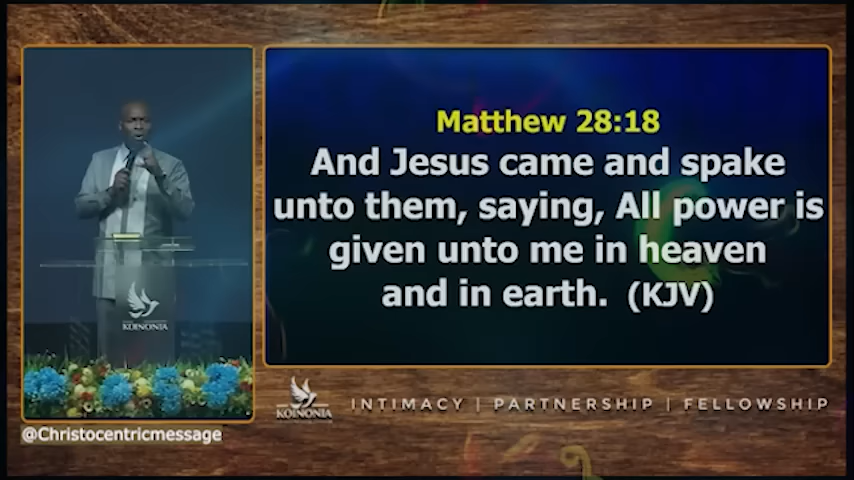 Matthew 28:18
And Jesus came and spake
unto them, saying, All power is
given unto me in heaven
and in earth. (KJV)
KOINONIA
KOINONIA
INTIMACY | PARTNERSHIP | FELLOWSHIP
@Christocentricmessage